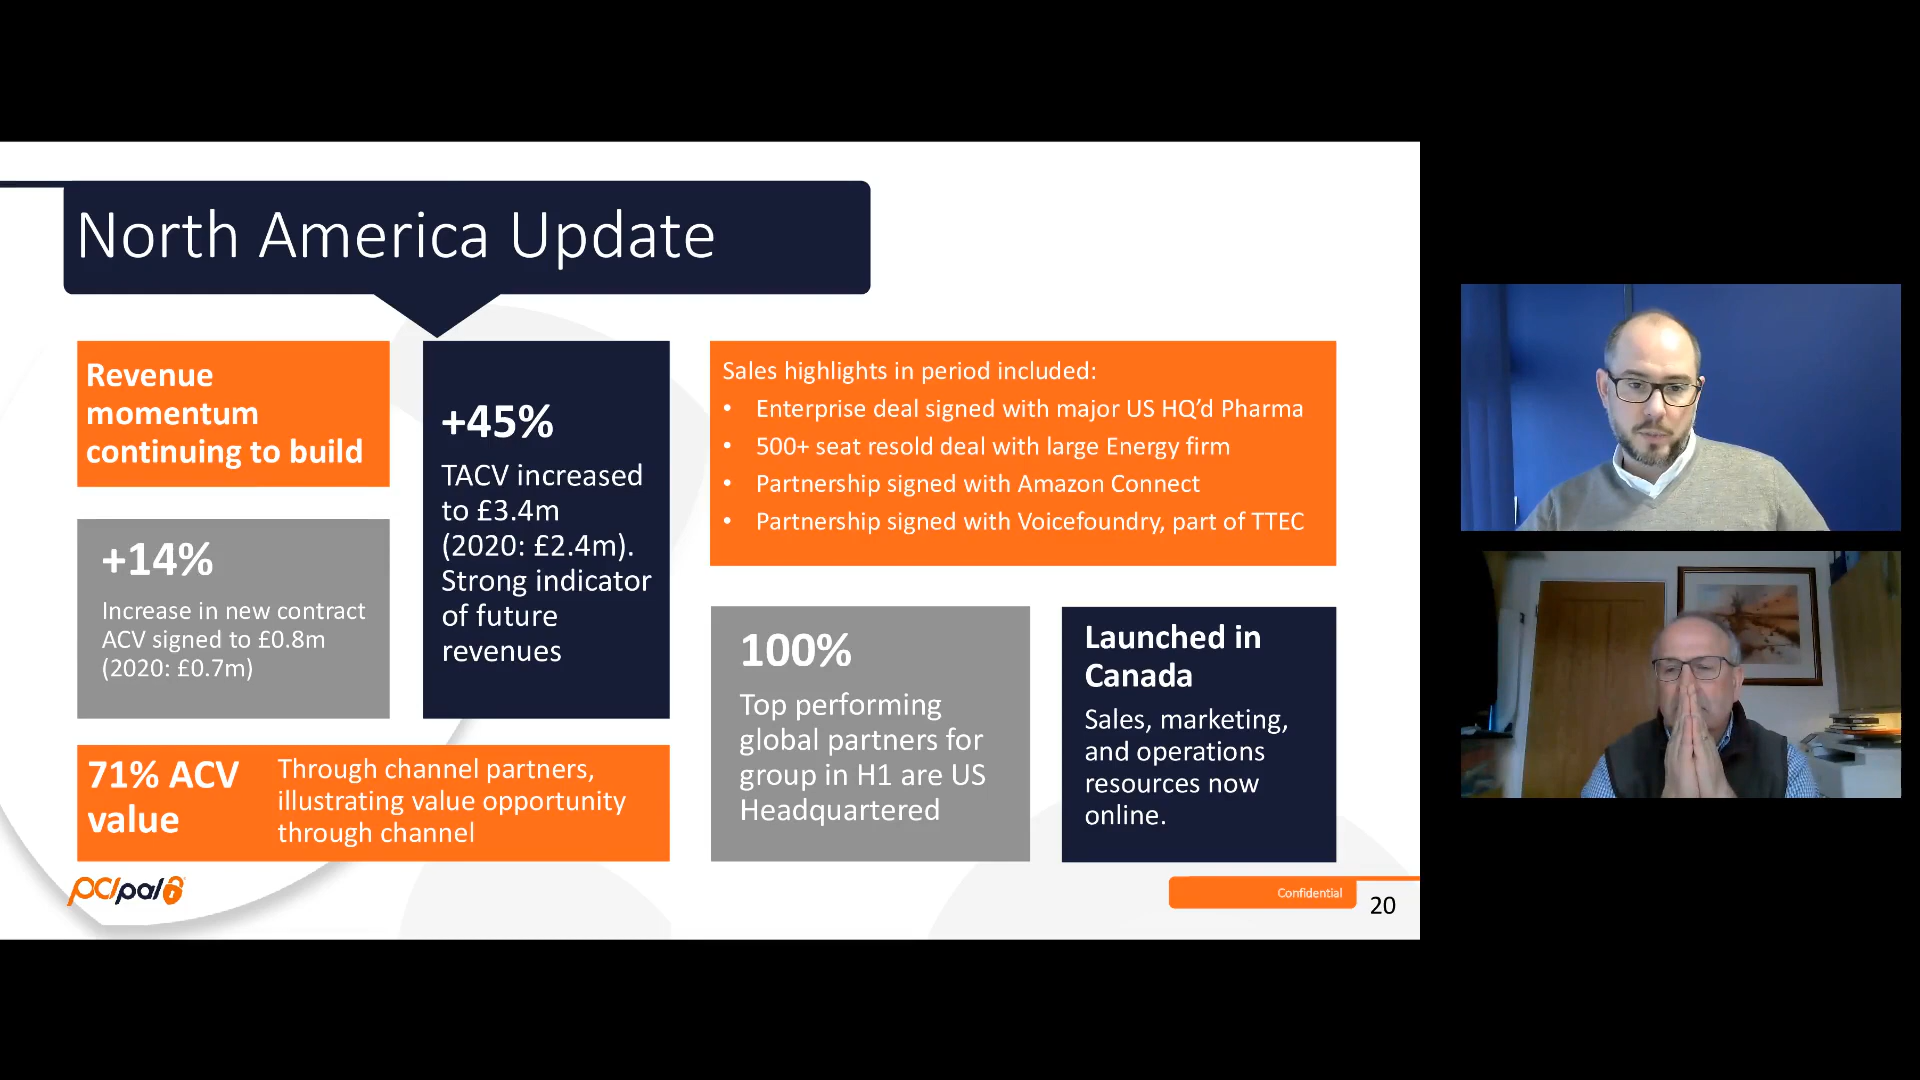 North America Update
Revenue
momentum
continuing to build
+14%
Increase in new contract
ACV signed to £0.8m
(2020: £0.7m)
+45%
TACV increased
to £3.4m
(2020: £2.4m).
Strong indicator
of future
revenues
71% ACV
value
Through channel partners,
illustrating value opportunity
through channel
Sales highlights in period included:
• Enterprise deal signed with major US HQ’d Pharma
• 500+ seat resold deal with large Energy firm
• Partnership signed with Amazon Connect
• Partnership signed with Voicefoundry, part of TTEC
100%
Top performing
global partners for
group in H1 are US
Headquartered
Launched in
Canada
Sales, marketing,
and operations
resources now
online.
pci/pal
Confidential
20